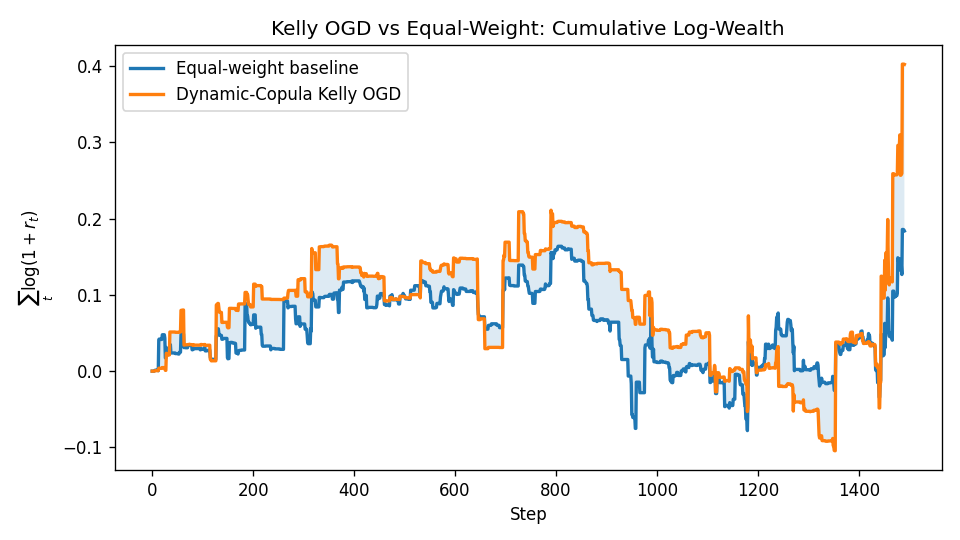 Kelly OGD vs Equal-Weight: Cumulative Log-Wealth
Equal-weight baseline
Dynamic-Copula Kelly OGD
∑_t log(1 + r_t)
0.4
0.3
0.2
0.1
0.0
−0.1
0 200 400 600 800 1000 1200 1400
Step